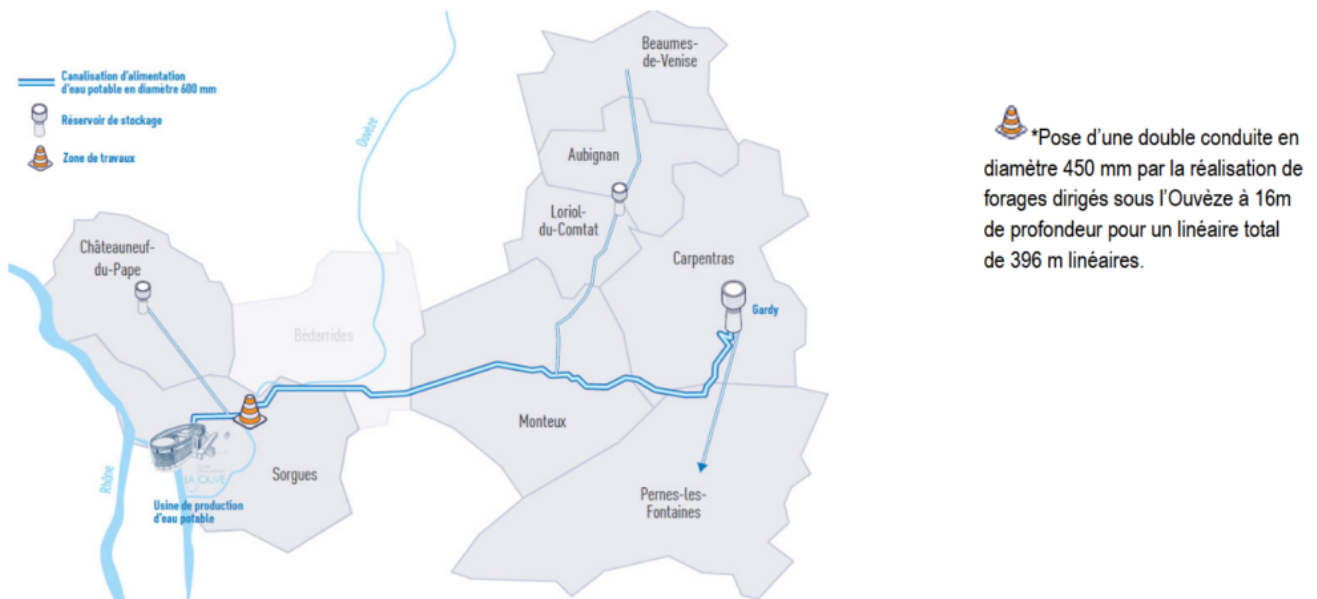 Canalisation d'alimentation
d'eau potable en diamètre 600 mm
Réservoir de stockage
Zone de travaux
Ouvèze
Beaumes-
de-Venise
Aubignan
Loriol-
du-Comtat
Châteauneuf-
du-Pape
Carpentras
Gardy
Bédarrides
Monteux
Sorgues
LA JOUVE
Rhône
Usine de production
d'eau potable
Pernes-les-
Fontaines
*Pose d'une double conduite en
diamètre 450 mm par la réalisation de
forages dirigés sous l'Ouvèze à 16m
de profondeur pour un linéaire total
de 396 m linéaires.